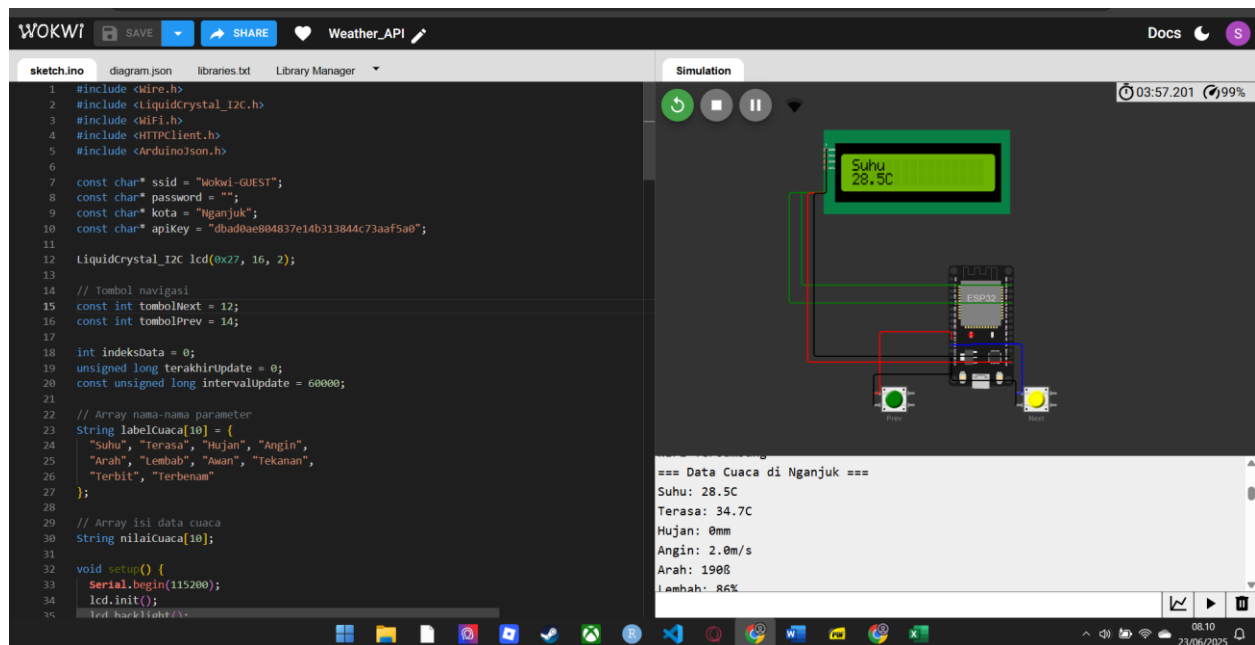 WOKWi SAVE SHARE Weather_API Docs S
sketch.ino diagram.json libraries.txt Library Manager
1 #include <Wire.h>
2 #include <LiquidCrystal_I2C.h>
3 #include <WiFi.h>
4 #include <HTTPClient.h>
5 #include <ArduinoJson.h>
6
7 const char* ssid = "Wokwi-GUEST";
8 const char* password = "";
9 const char* kota = "Nganjuk";
10 const char* apiKey = "dbad0ae804837e14b313844c73aaf5a0";
11
12 LiquidCrystal_I2C lcd(0x27, 16, 2);
13
14 // Tombol navigasi
15 const int tombolNext = 12;
16 const int tombolPrev = 14;
17
18 int indeksData = 0;
19 unsigned long terakhirUpdate = 0;
20 const unsigned long intervalUpdate = 60000;
21
22 // Array nama-nama parameter
23 String labelCuaca[10] = {
24 "Suhu", "Terasa", "Hujan", "Angin",
25 "Arah", "Lembab", "Awan", "Tekanan",
26 "Terbit", "Terbenam"
27 };
28
29 // Array isi data cuaca
30 String nilaiCuaca[10];
31
32 void setup() {
33 Serial.begin(115200);
34 lcd.init();
35 lcd.backlight();
Simulation
03:57.201 99%
Suhu
28.5C
ESP32
Prev Next
=== Data Cuaca di Nganjuk ===
Suhu: 28.5C
Terasa: 34.7C
Hujan: 0mm
Angin: 2.0m/s
Arah: 190ß
Lembab: 86%
08.10
23/06/2025